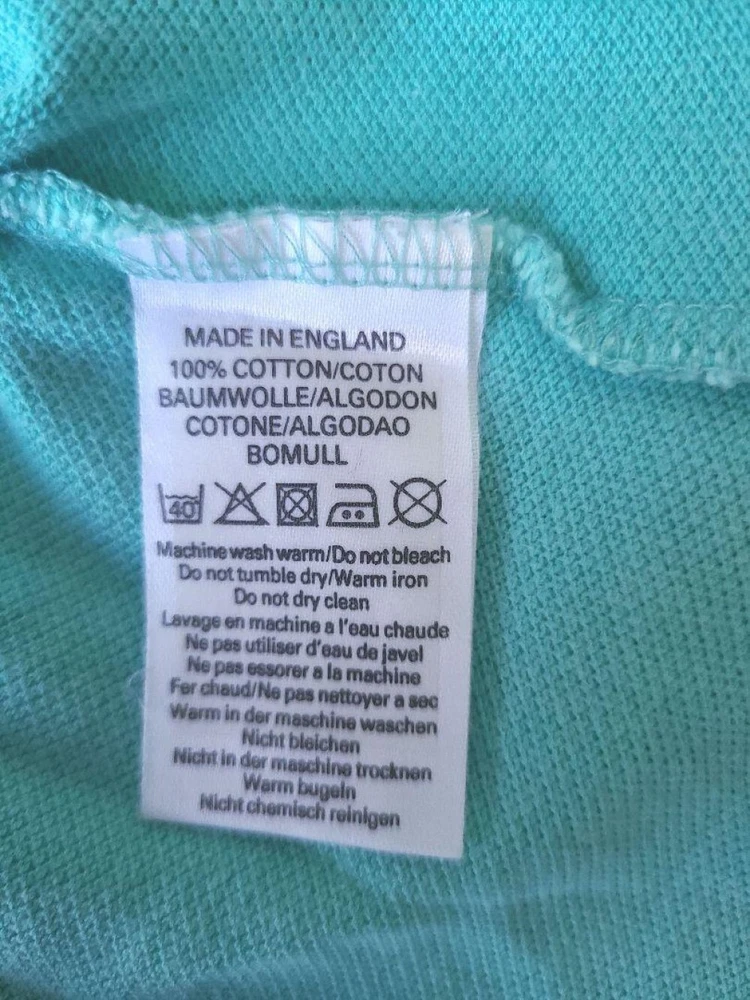 MADE IN ENGLAND
100% COTTON/COTON
BAUMWOLLE/ALGODON
COTONE/ALGODAO
BOMULL
40
Machine wash warm/Do not bleach
Do not tumble dry/Warm iron
Do not dry clean
Lavage en machine a l'eau chaude
Ne pas utiliser d'eau de javel
Ne pas essorer a la machine
Fer chaud/Ne pas nettoyer a sec
Warm in der maschine waschen
Nicht bleichen
Nicht in der maschine trocknen
Warm bugeln
Nicht chemisch reinigen